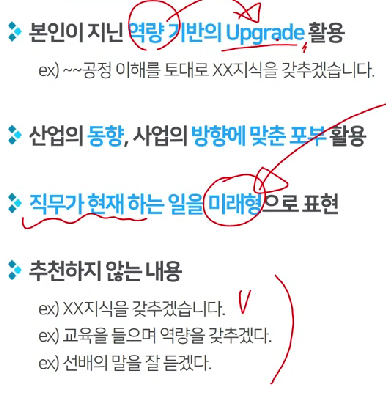 본인이 지닌 역량 기반의 Upgrade 활용
ex) ~~공정 이해를 토대로 XX지식을 갖추겠습니다.
산업의 동향, 사업의 방향에 맞춘 포부 활용
직무가 현재 하는 일을 미래형으로 표현
추천하지 않는 내용
ex) XX지식을 갖추겠습니다.
ex) 교육을 들으며 역량을 갖추겠다.
ex) 선배의 말을 잘 듣겠다.